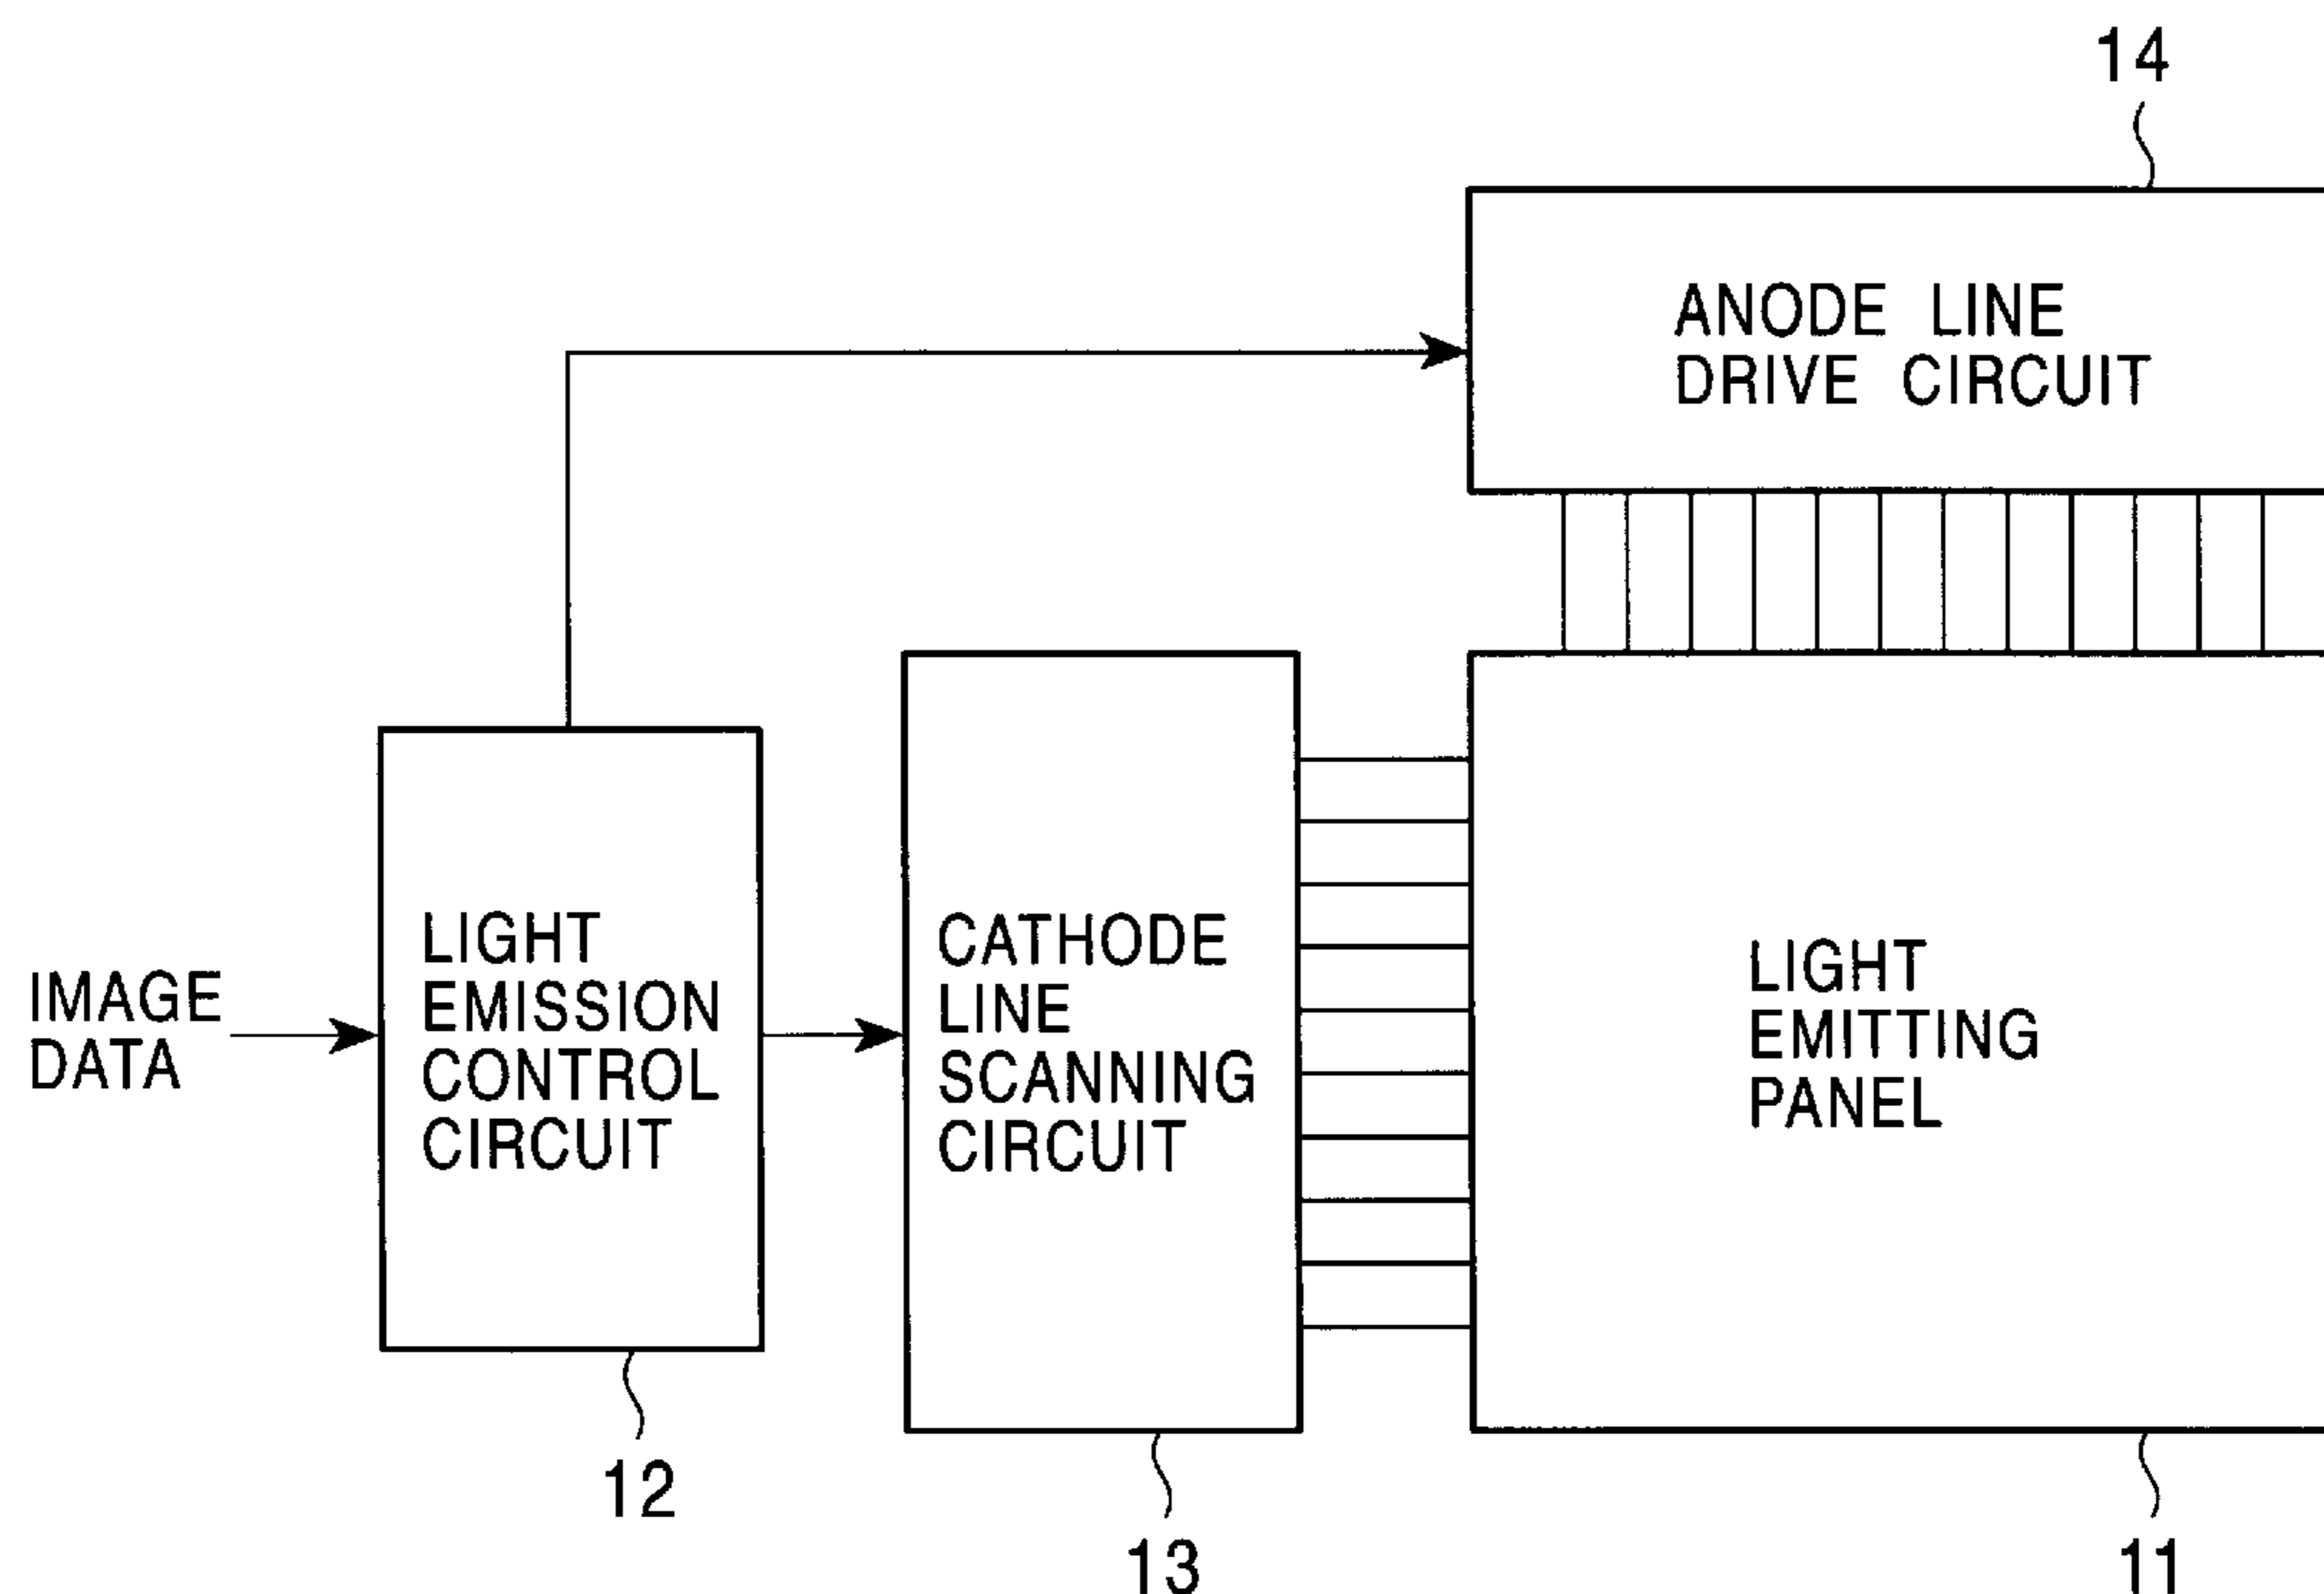 14
ANODE LINE
DRIVE CIRCUIT
IMAGE
DATA
LIGHT
EMISSION
CONTROL
CIRCUIT
CATHODE
LINE
SCANNING
CIRCUIT
LIGHT
EMITTING
PANEL
12
13
11